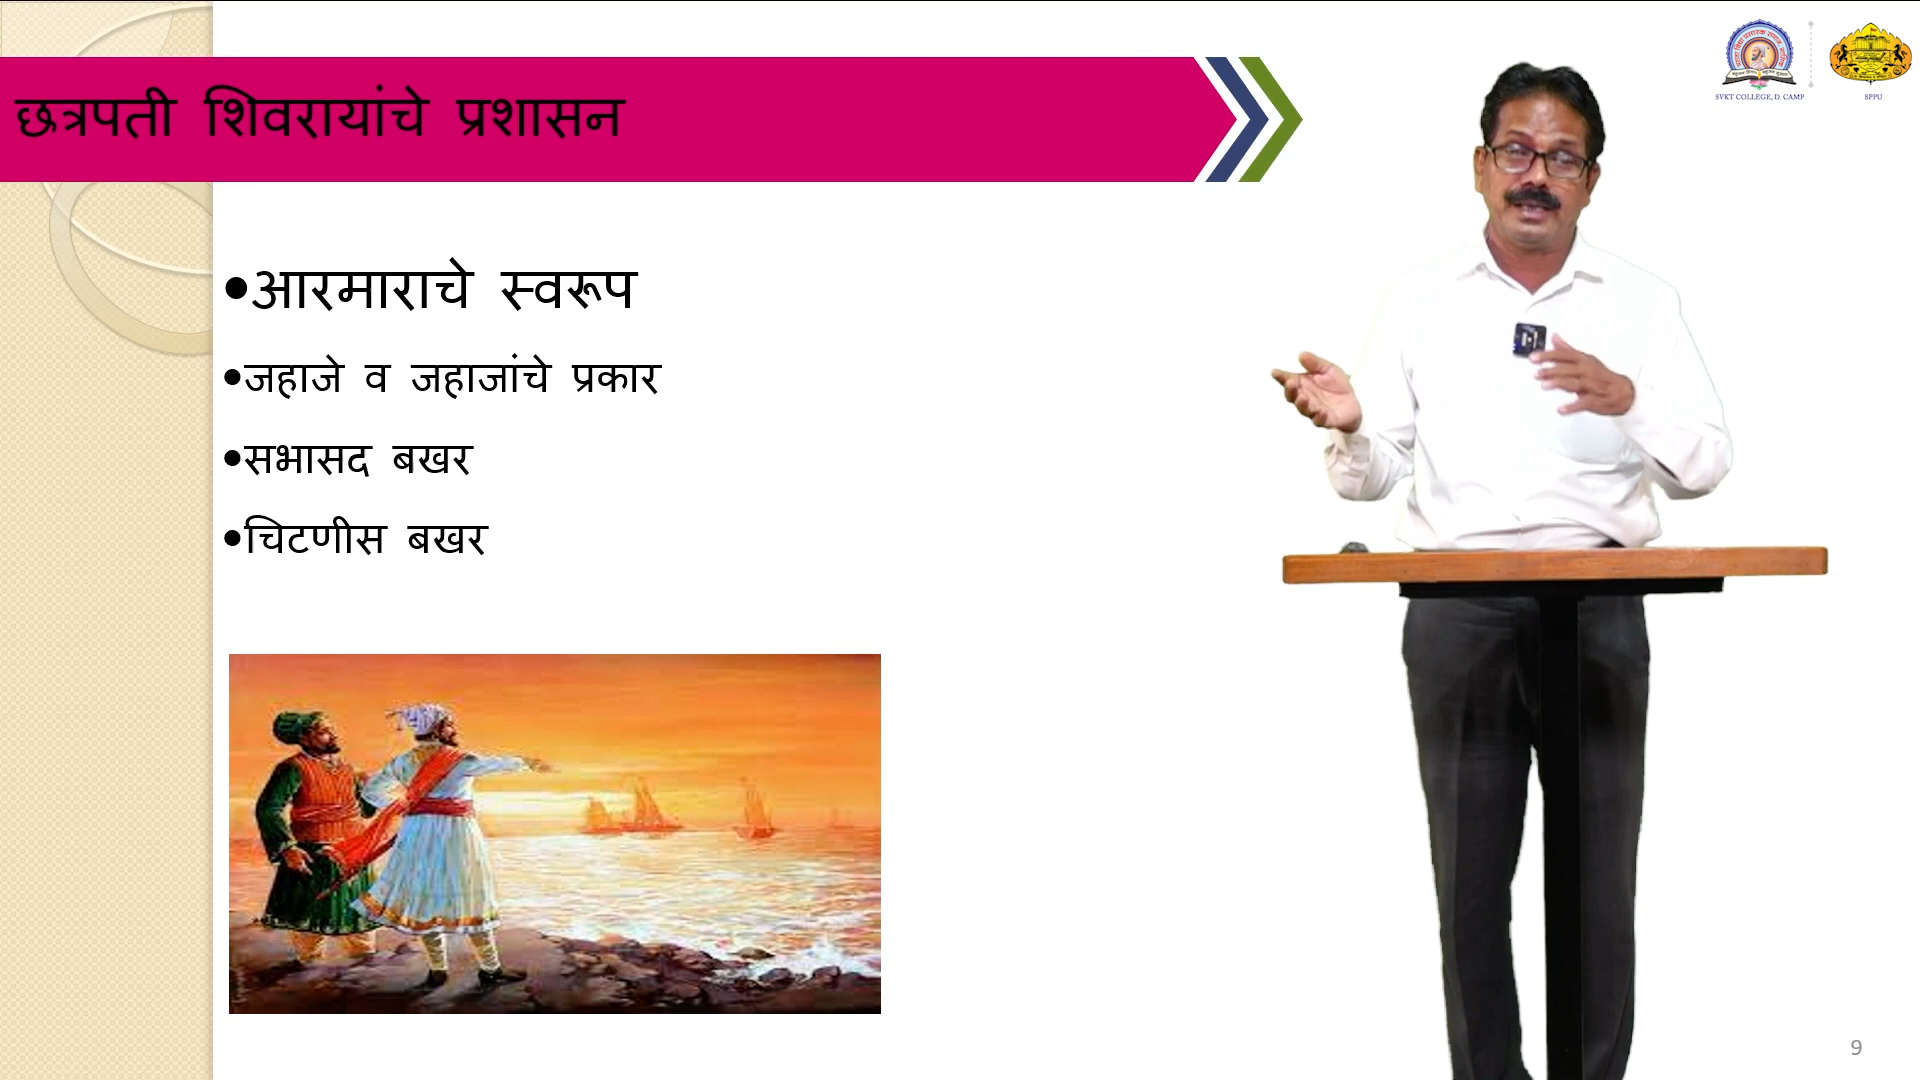 छत्रपती शिवरायांचे प्रशासन
•आरमाराचे स्वरूप
•जहाजे व जहाजांचे प्रकार
•सभासद बखर
•चिटणीस बखर
SVKT COLLEGE, D. CAMP
SPPU
9